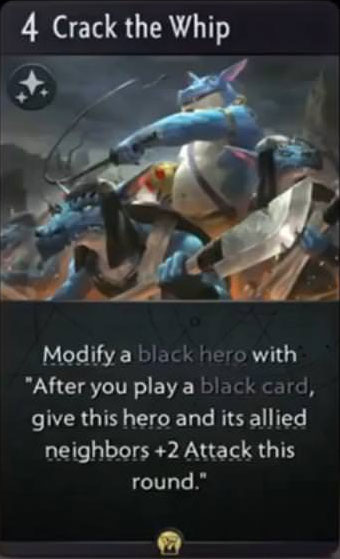 4 Crack the Whip
Modify a black hero with
"After you play a black card,
give this hero and its allied
neighbors +2 Attack this
round."